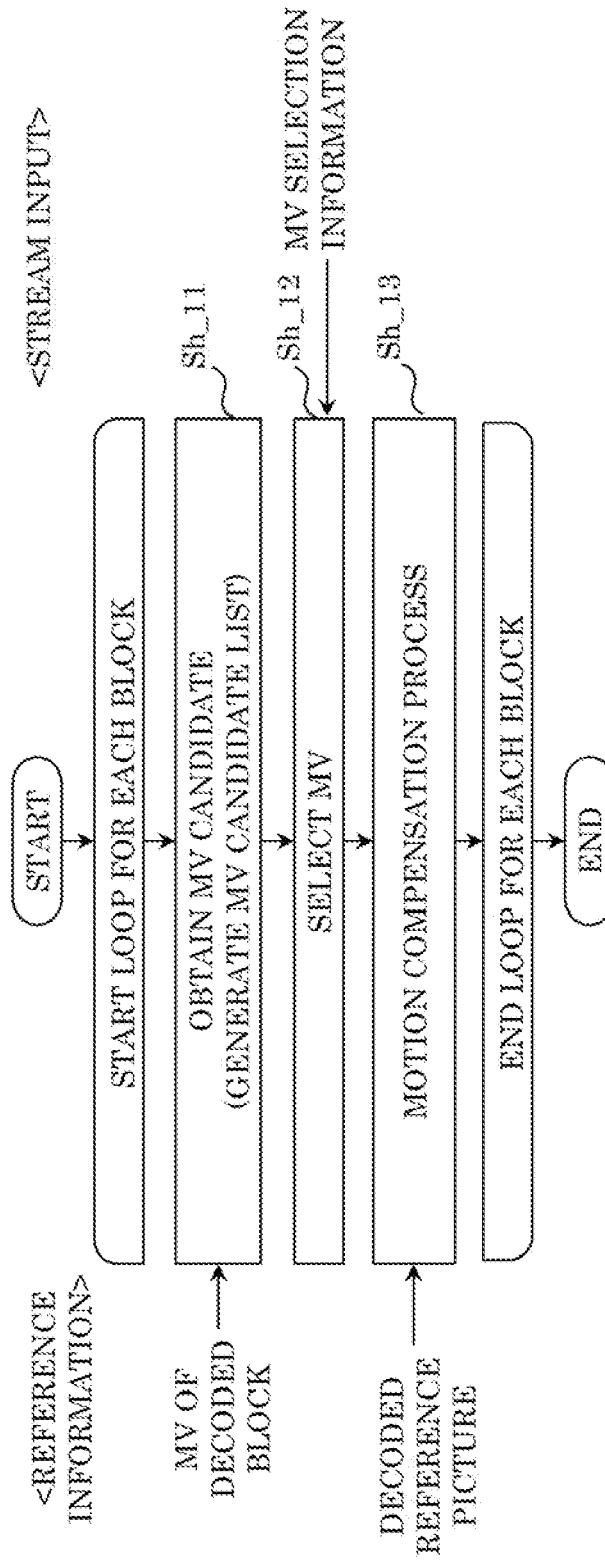 <REFERENCE
INFORMATION>
<STREAM INPUT>
START
START LOOP FOR EACH BLOCK
MV OF
DECODED
BLOCK
OBTAIN MV CANDIDATE
(GENERATE MV CANDIDATE LIST)
Sh_11
SELECT MV
Sh_12
MV SELECTION
INFORMATION
DECODED
REFERENCE
PICTURE
MOTION COMPENSATION PROCESS
Sh_13
END LOOP FOR EACH BLOCK
END